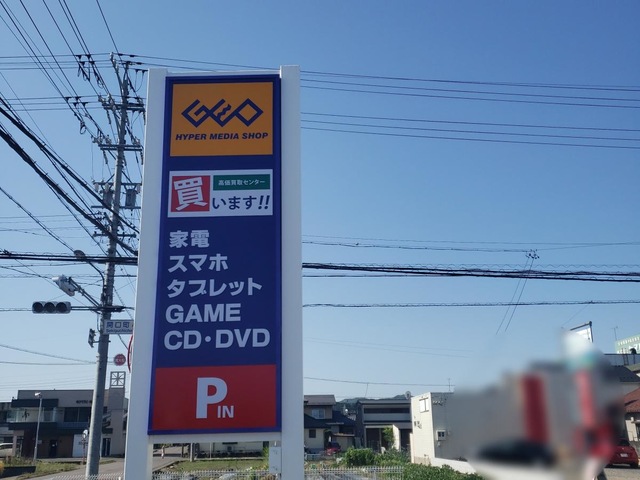 GEO
HYPER MEDIA SHOP
高価買取センター
買います!!
家電
スマホ
タブレット
GAME
CD・DVD
P IN